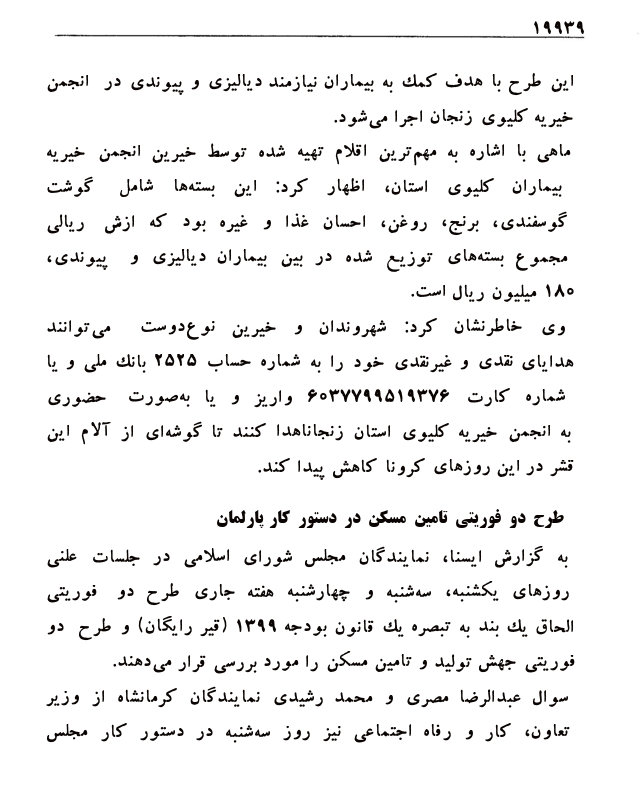 ۱۹۹۳۹
این طرح با هدف کمک به بیماران نیازمند دیالیزی و پیوندی در انجمن
خیریه کلیوی زنجان اجرا می‌شود.
ماهی با اشاره به مهم‌ترین اقلام تهیه شده توسط خیرین انجمن خیریه
بیماران کلیوی استان، اظهار کرد: این بسته‌ها شامل گوشت
گوسفندی، برنج، روغن، احسان غذا و غیره بود که ازش ریالی
مجموع بسته‌های توزیع شده در بین بیماران دیالیزی و پیوندی،
۱۸۰ میلیون ریال است.
وی خاطرنشان کرد: شهروندان و خیرین نوع‌دوست می‌توانند
هدایای نقدی و غیرنقدی خود را به شماره حساب ۲۵۲۵ بانک ملی و یا
شماره کارت ۶۰۳۷۷۹۹۵۱۹۳۷۶ واریز و یا به‌صورت حضوری
به انجمن خیریه کلیوی استان زنجاناهدا کنند تا گوشه‌ای از آلام این
قشر در این روزهای کرونا کاهش پیدا کند.
طرح دو فوریتی تامین مسکن در دستور کار پارلمان
به گزارش ایسنا، نمایندگان مجلس شورای اسلامی در جلسات علنی
روزهای یکشنبه، سه‌شنبه و چهارشنبه هفته جاری طرح دو فوریتی
الحاق یک بند به تبصره یک قانون بودجه ۱۳۹۹ (قیر رایگان) و طرح دو
فوریتی جهش تولید و تامین مسکن را مورد بررسی قرار می‌دهند.
سوال عبدالرضا مصری و محمد رشیدی نمایندگان کرمانشاه از وزیر
تعاون، کار و رفاه اجتماعی نیز روز سه‌شنبه در دستور کار مجلس